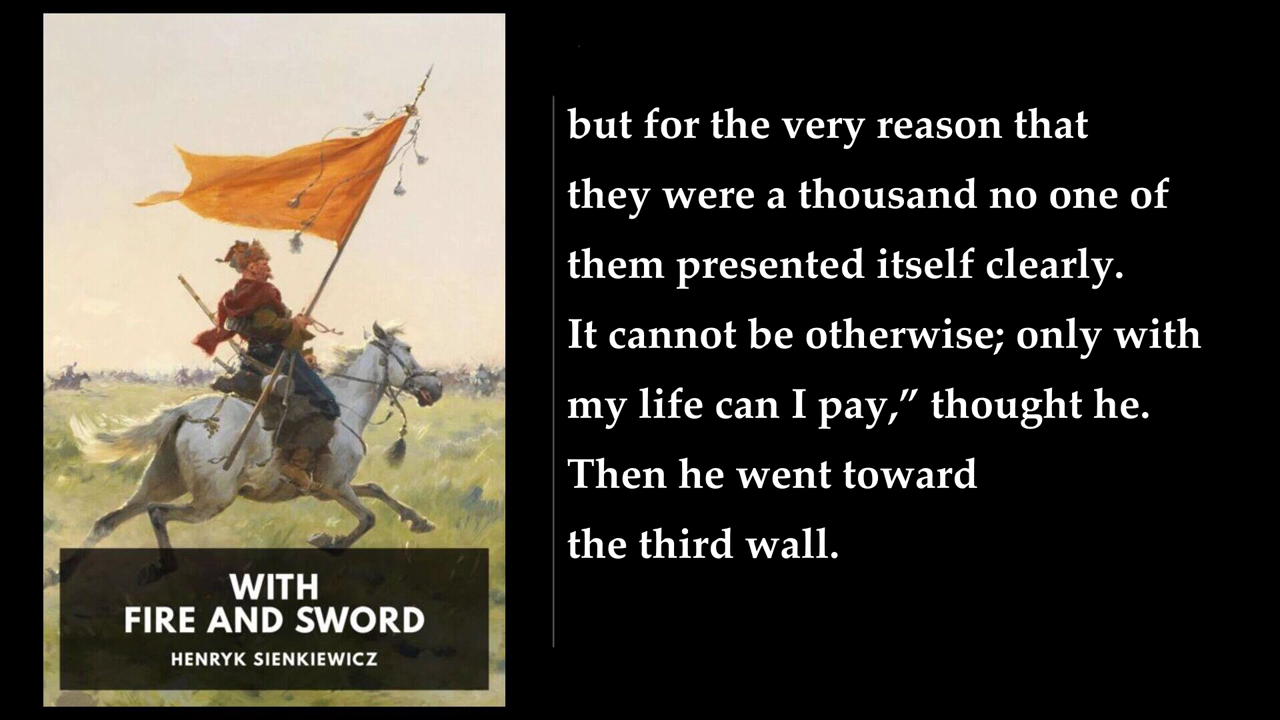 but for the very reason that
they were a thousand no one of
them presented itself clearly.
It cannot be otherwise; only with
my life can I pay,” thought he.
Then he went toward
the third wall.
WITH
FIRE AND SWORD
HENRYK SIENKIEWICZ